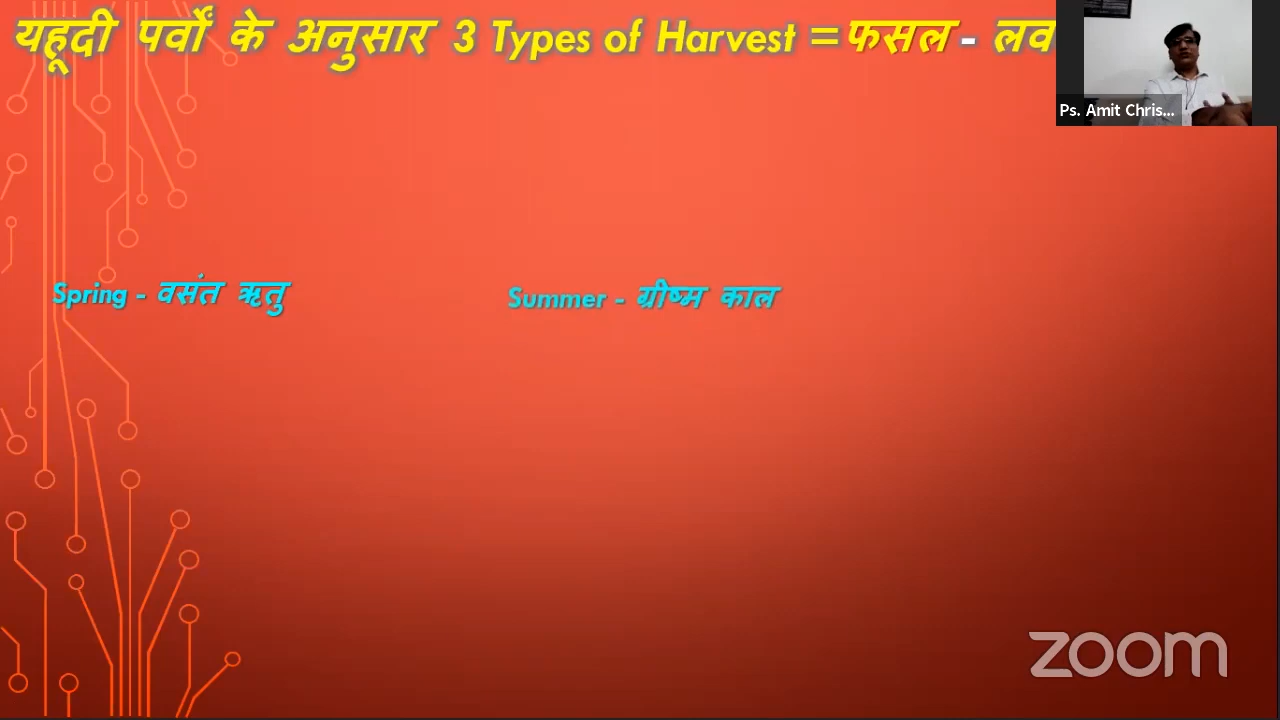 यहूदी पर्वों के अनुसार 3 Types of Harvest =फसल - लव
Ps. Amit Chris...
Spring - वसंत ऋतु
Summer - ग्रीष्म काल
zoom